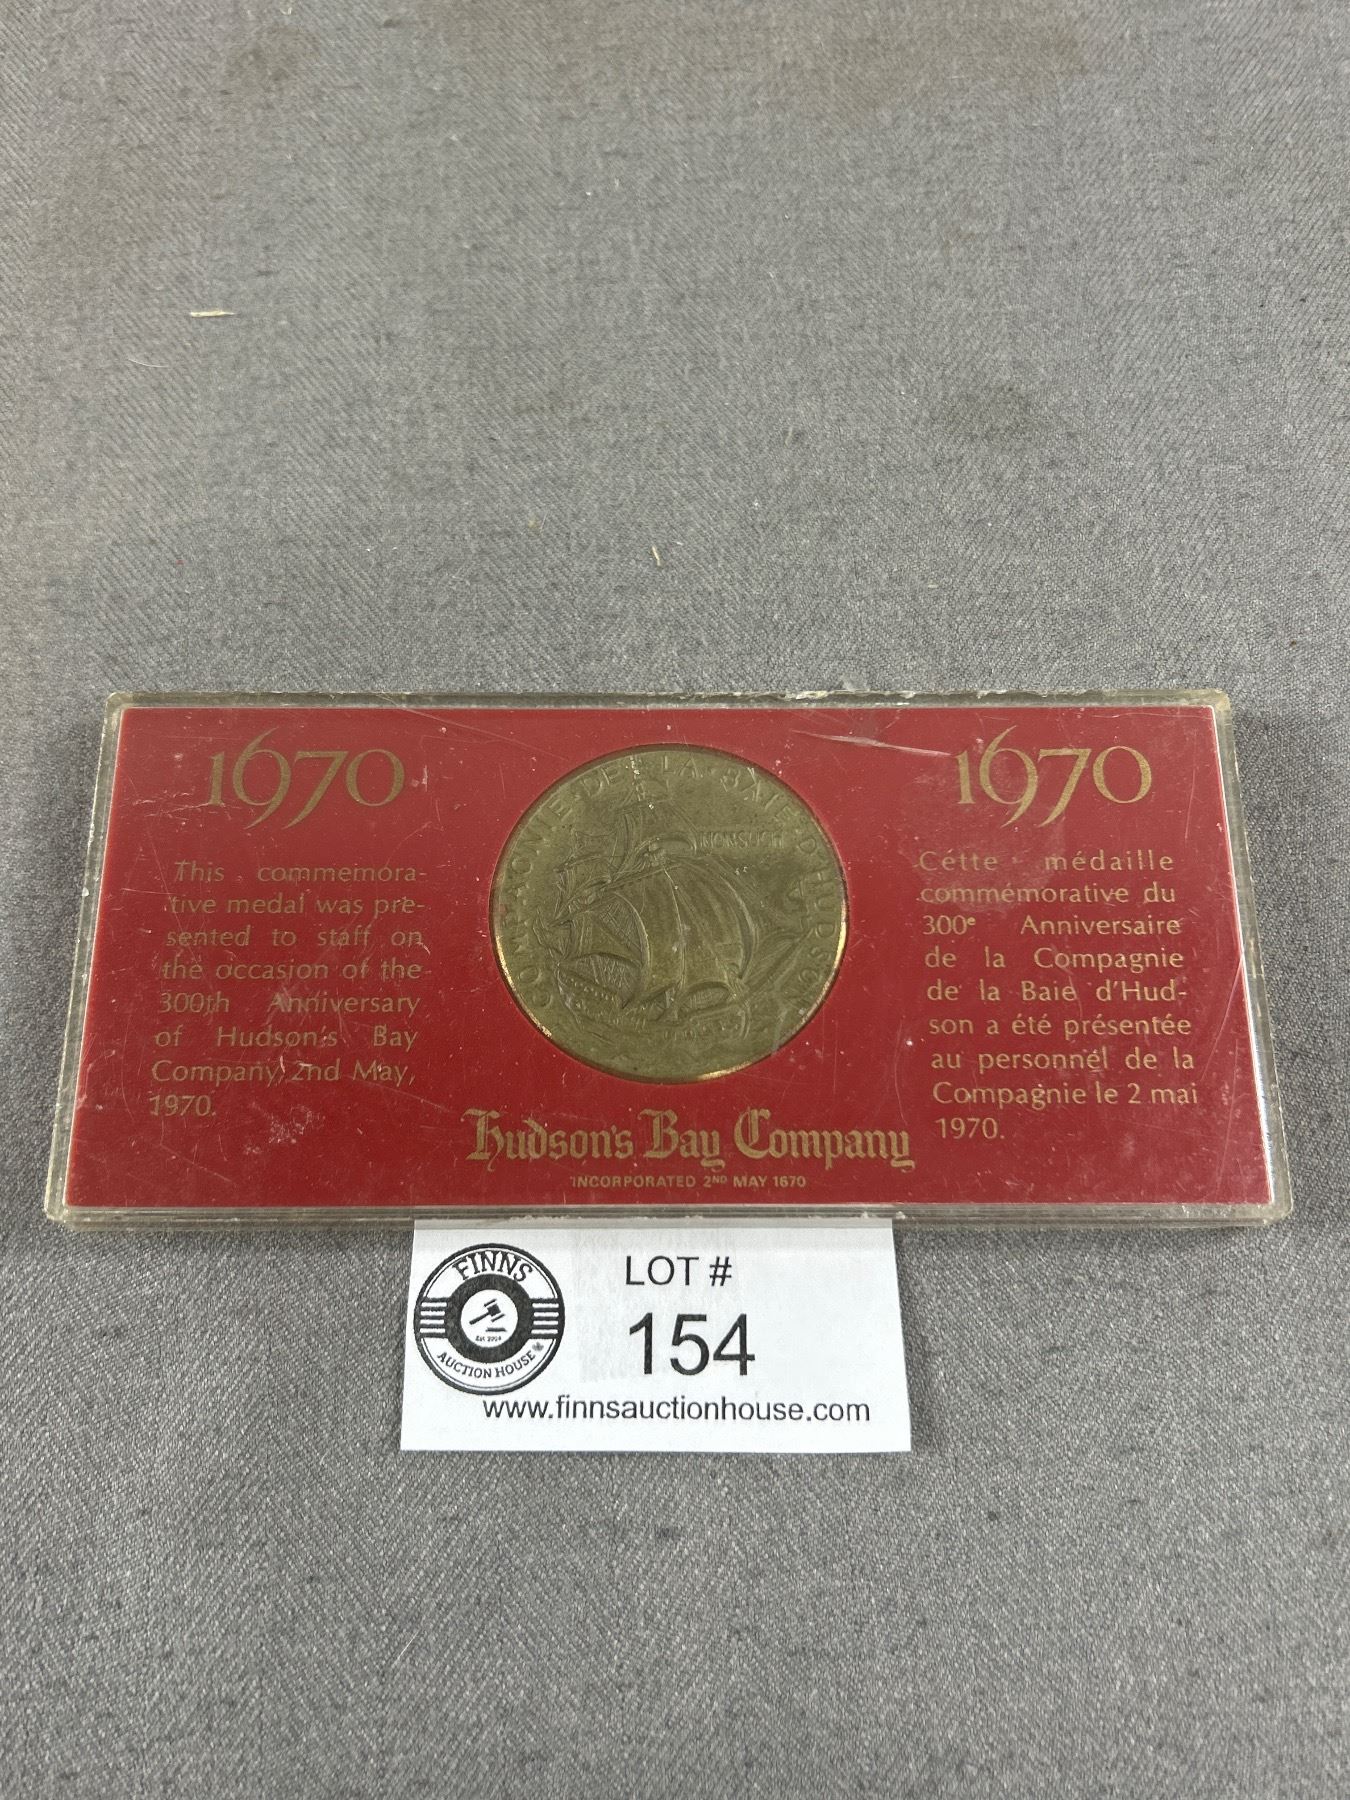 1670
This commemora-
tive medal was pre-
sented to staff on
the occasion of the
300th Anniversary
of Hudson's Bay
Company, 2nd May,
1970.
COMPAGNIE · DE · LA · BAIE · D'HUDSON
NONSUCH
1670
Cette médaille
commémorative du
300e Anniversaire
de la Compagnie
de la Baie d'Hud-
son a été présentée
au personnel de la
Compagnie le 2 mai
1970.
Hudson's Bay Company
INCORPORATED 2ND MAY 1670
FINNS
EST 2004
AUCTION HOUSE
LOT #
154
www.finnsauctionhouse.com